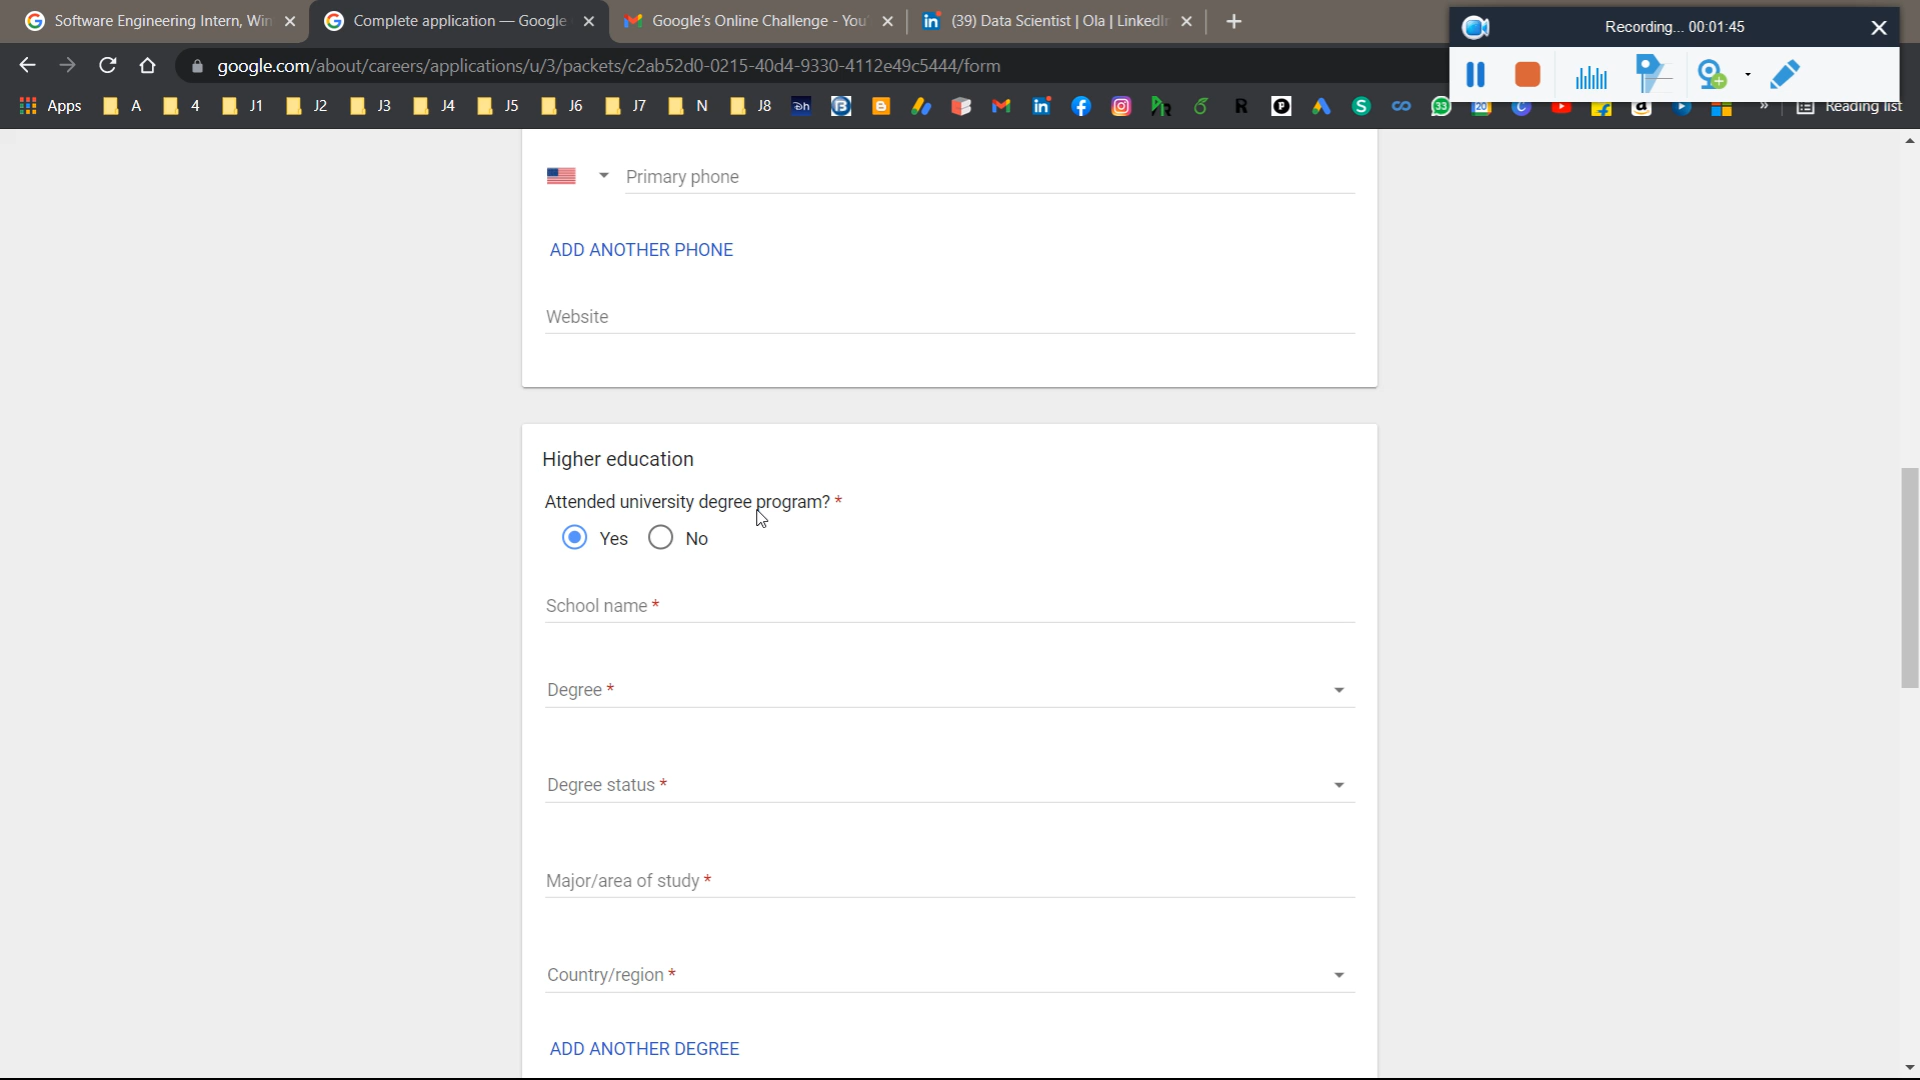 Software Engineering Intern, Win
Complete application — Google
Google's Online Challenge - You'
(39) Data Scientist | Ola | LinkedIn
Recording... 00:01:45
google.com/about/careers/applications/u/3/packets/c2ab52d0-0215-40d4-9330-4112e49c5444/form
Apps A 4 J1 J2 J3 J4 J5 J6 J7 N J8 Reading list
Primary phone
ADD ANOTHER PHONE
Website
Higher education
Attended university degree program? *
Yes No
School name *
Degree *
Degree status *
Major/area of study *
Country/region *
ADD ANOTHER DEGREE